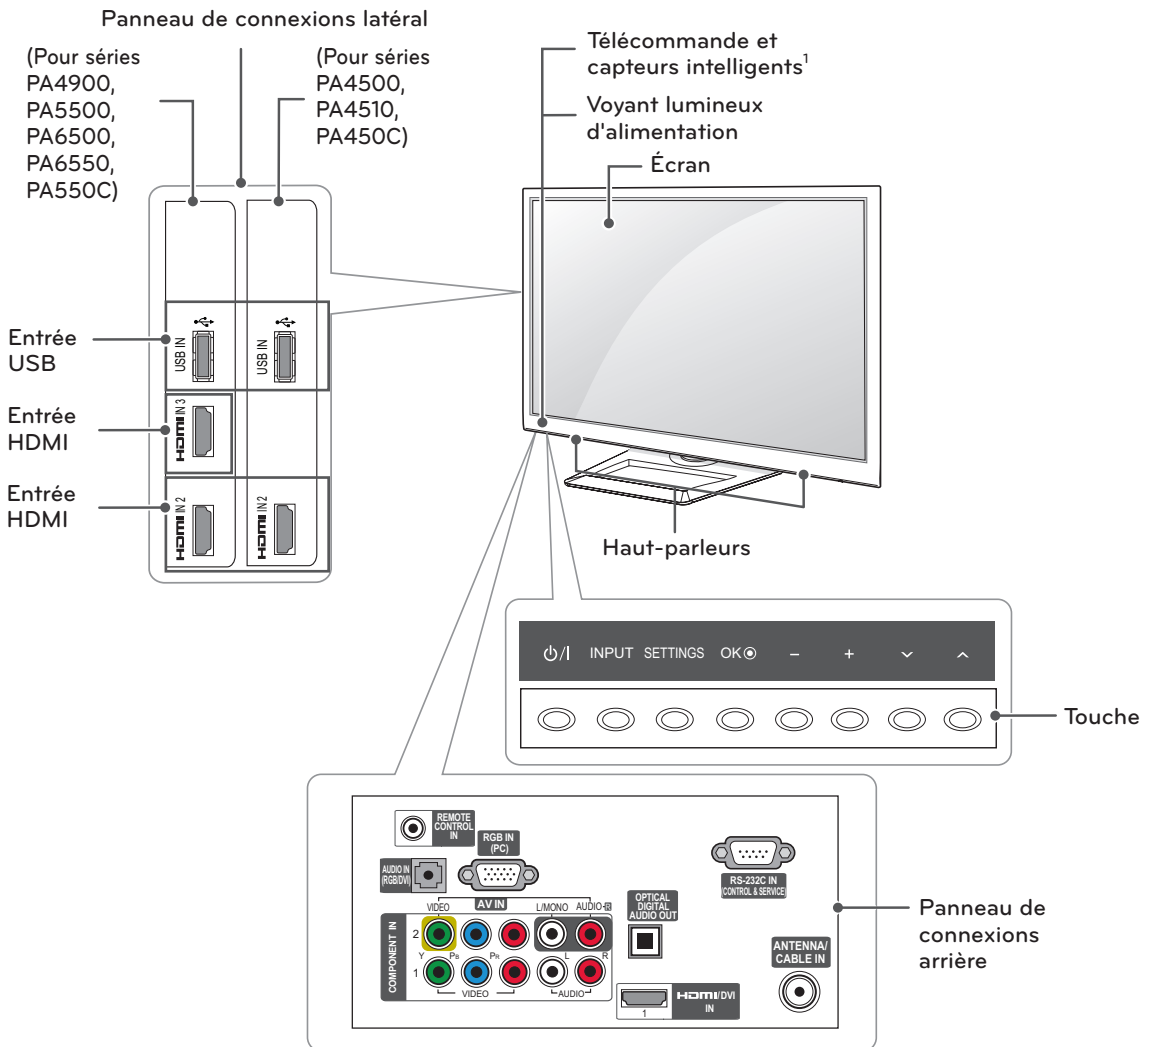 Panneau de connexions latéral
(Pour séries
PA4900,
PA5500,
PA6500,
PA6550,
PA550C)
(Pour séries
PA4500,
PA4510,
PA450C)
Télécommande et
capteurs intelligents1
Voyant lumineux
d'alimentation
Écran
Entrée
USB
USB IN
USB IN
Entrée
HDMI
HDMI IN 3
Entrée
HDMI
HDMI IN 2
HDMI IN 2
Haut-parleurs
⏻/I INPUT SETTINGS OK◉ - + ⌵ ^
Touche
REMOTE
CONTROL
IN
RGB IN
(PC)
AUDIO IN
(RGB/DVI)
RS-232C IN
(CONTROL & SERVICE)
VIDEO AV IN L/MONO AUDIO R
OPTICAL
DIGITAL
AUDIO OUT
COMPONENT IN
2
Y PB PR L R
1
VIDEO AUDIO
ANTENNA/
CABLE IN
HDMI/DVI
IN
1
Panneau de
connexions
arrière